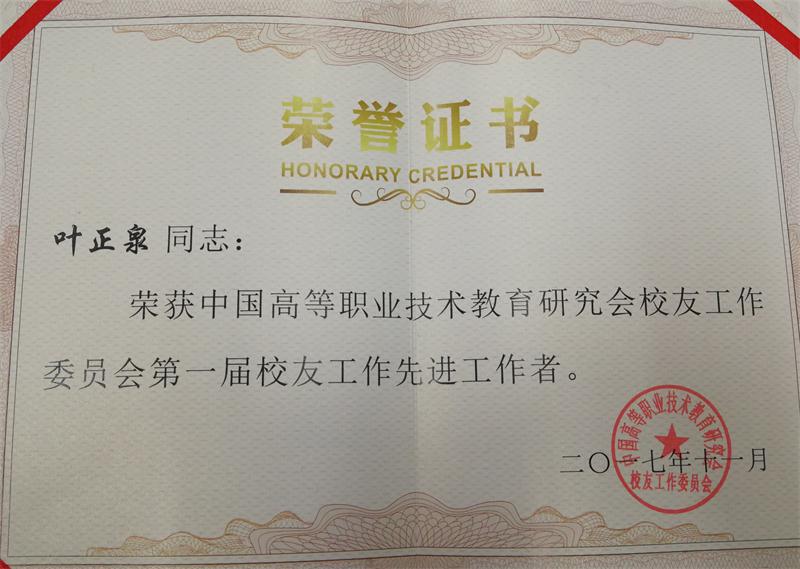 荣誉证书
HONORARY CREDENTIAL
叶正泉 同志：
荣获中国高等职业技术教育研究会校友工作
委员会第一届校友工作先进工作者。
二〇一七年十一月
中国高等职业技术教育研究会
校友工作委员会